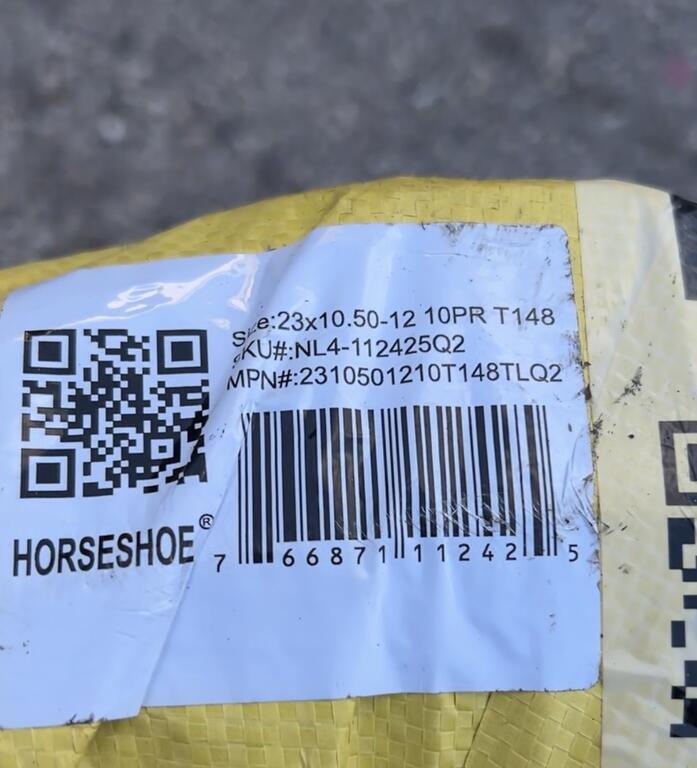 Size:23x10.50-12 10PR T148
SKU#:NL4-112425Q2
MPN#:2310501210T148TLQ2
HORSESHOE®
7 66871 11242 5